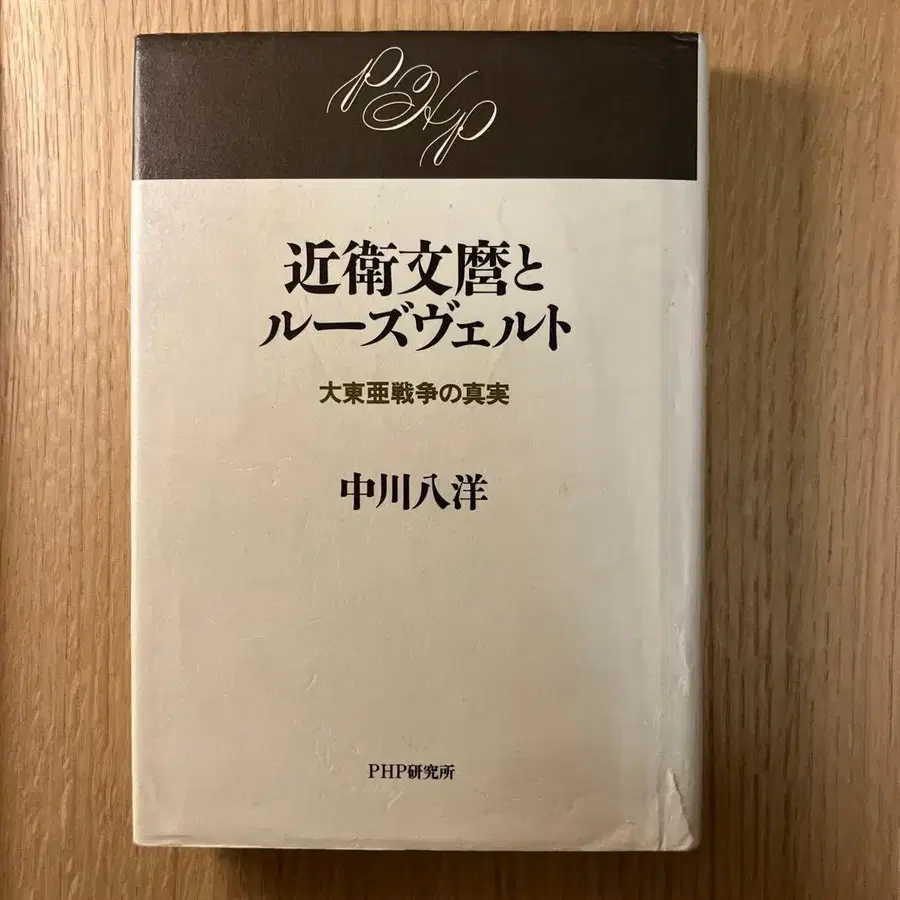 PHP
近衛文麿と
ルーズヴェルト
大東亜戦争の真実
中川八洋
PHP研究所